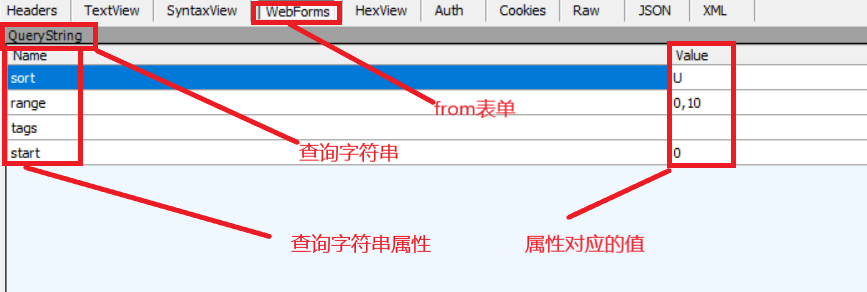 Headers TextView SyntaxView WebForms HexView Auth Cookies Raw JSON XML
QueryString
Name Value
sort U
range 0,10
tags
start 0
from表单
查询字符串
查询字符串属性 属性对应的值